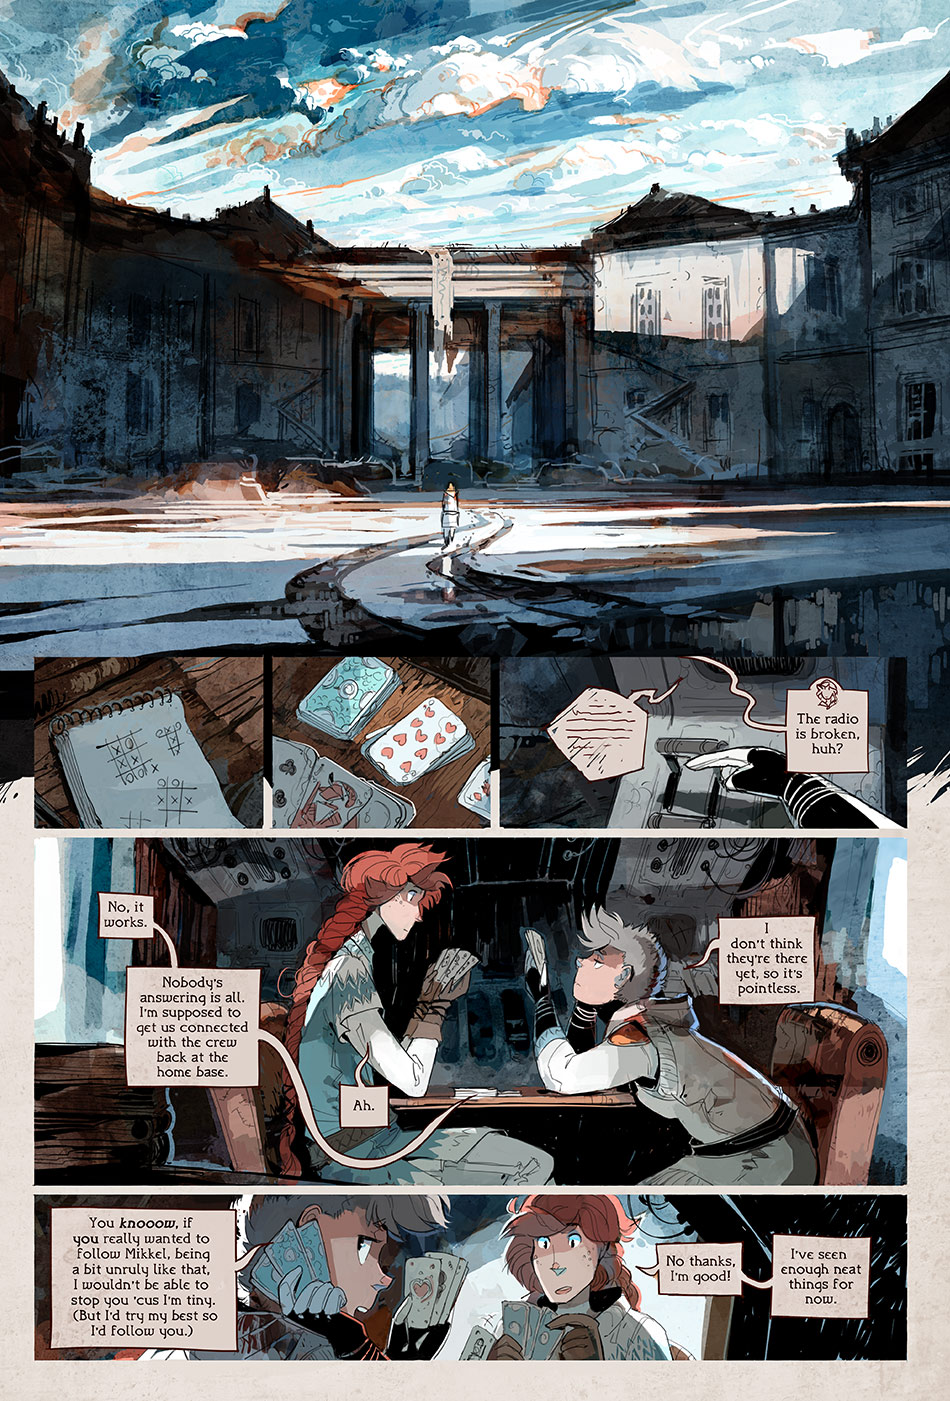 The radio
is broken,
huh?
No, it
works.
Nobody's
answering is all.
I'm supposed to
get us connected
with the crew
back at the
home base.
Ah.
I
don't think
they're there
yet, so it's
pointless.
You knooow, if
you really wanted to
follow Mikkel, being
a bit unruly like that,
I wouldn't be able to
stop you 'cus I'm tiny.
(But I'd try my best so
I'd follow you.)
No thanks,
I'm good!
I've seen
enough neat
things for
now.